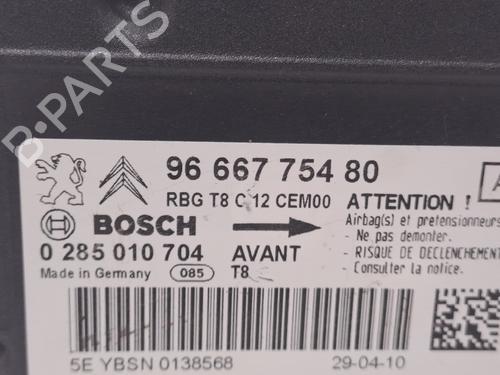 B-PARTS
96 667 754 80
RBG T8 C 12 CEM00
ATTENTION !
BOSCH
Airbag(s) et pretensionneurs
- Ne pas demonter.
0 285 010 704
AVANT
- RISQUE DE DECLENCHEMENT
Made in Germany
085
T8
- Consulter la notice.
5E YBSN 0138568
29-04-10